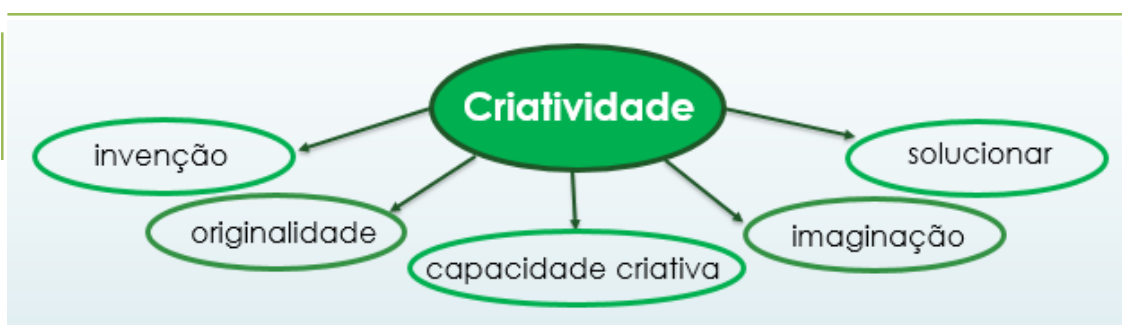 Criatividade
invenção
solucionar
originalidade
imaginação
capacidade criativa